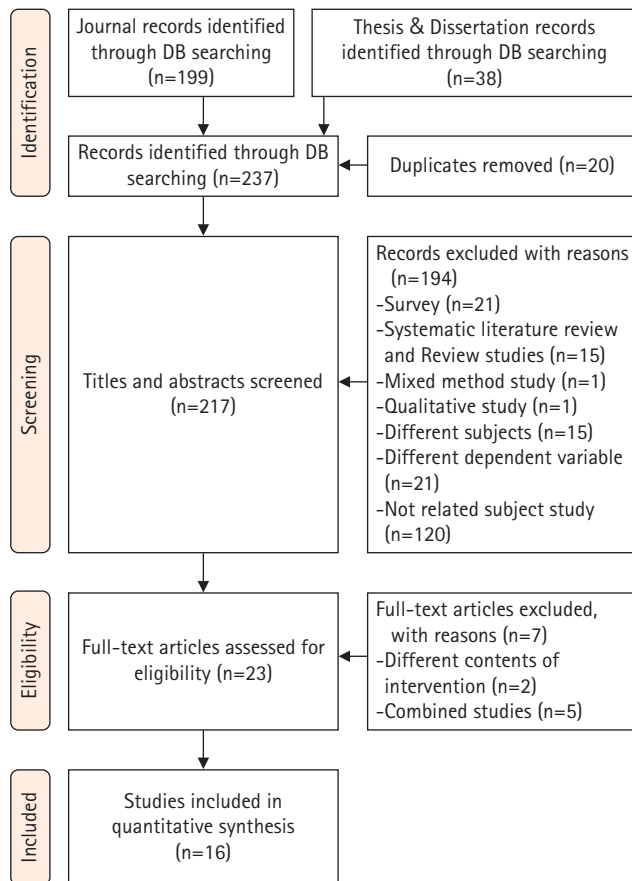 Identification
Journal records identified
through DB searching
(n=199)
Thesis & Dissertation records
identified through DB searching
(n=38)
Records identified through DB
searching (n=237)
Duplicates removed (n=20)
Screening
Titles and abstracts screened
(n=217)
Records excluded with reasons
(n=194)
-Survey (n=21)
-Systematic literature review
and Review studies (n=15)
-Mixed method study (n=1)
-Qualitative study (n=1)
-Different subjects (n=15)
-Different dependent variable
(n=21)
-Not related subject study
(n=120)
Eligibility
Full-text articles assessed for
eligibility (n=23)
Full-text articles excluded,
with reasons (n=7)
-Different contents of
intervention (n=2)
-Combined studies (n=5)
Included
Studies included in
quantitative synthesis
(n=16)